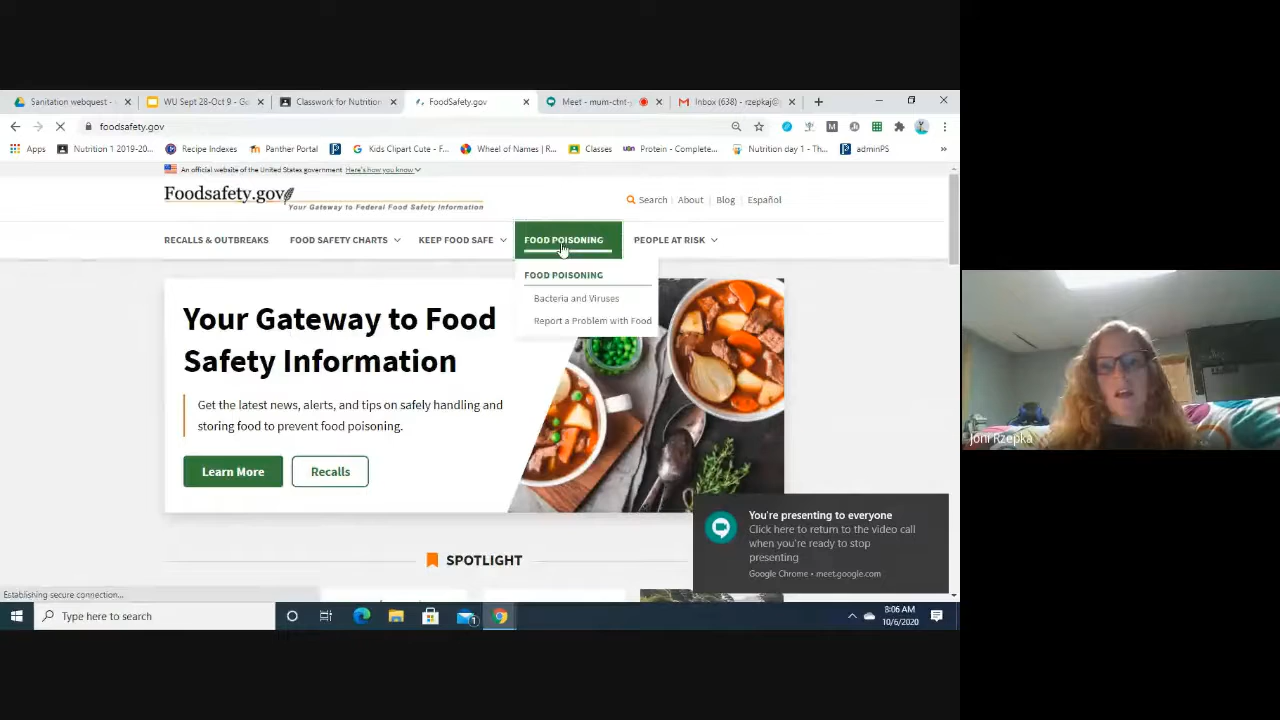 Sanitation webquest -
WU Sept 28-Oct 9 - Go
Classwork for Nutrition
FoodSafety.gov
Meet - mum-ctnt-
Inbox (638) - rzepkaj@
foodsafety.gov
Apps
Nutrition 1 2019-20...
Recipe Indexes
Panther Portal
Kids Clipart Cute - F...
Wheel of Names | R...
Classes
Protein - Complete...
Nutrition day 1 - Th...
adminPS
An official website of the United States government Here's how you know
Foodsafety.gov
Your Gateway to Federal Food Safety Information
Search | About | Blog | Español
RECALLS & OUTBREAKS FOOD SAFETY CHARTS KEEP FOOD SAFE FOOD POISONING PEOPLE AT RISK
FOOD POISONING
Bacteria and Viruses
Report a Problem with Food
Your Gateway to Food
Safety Information
Get the latest news, alerts, and tips on safely handling and
storing food to prevent food poisoning.
Learn More Recalls
SPOTLIGHT
You're presenting to everyone
Click here to return to the video call
when you're ready to stop
presenting
Google Chrome • meet.google.com
Establishing secure connection...
Type here to search
1
8:06 AM
10/6/2020
Joni Rzepka